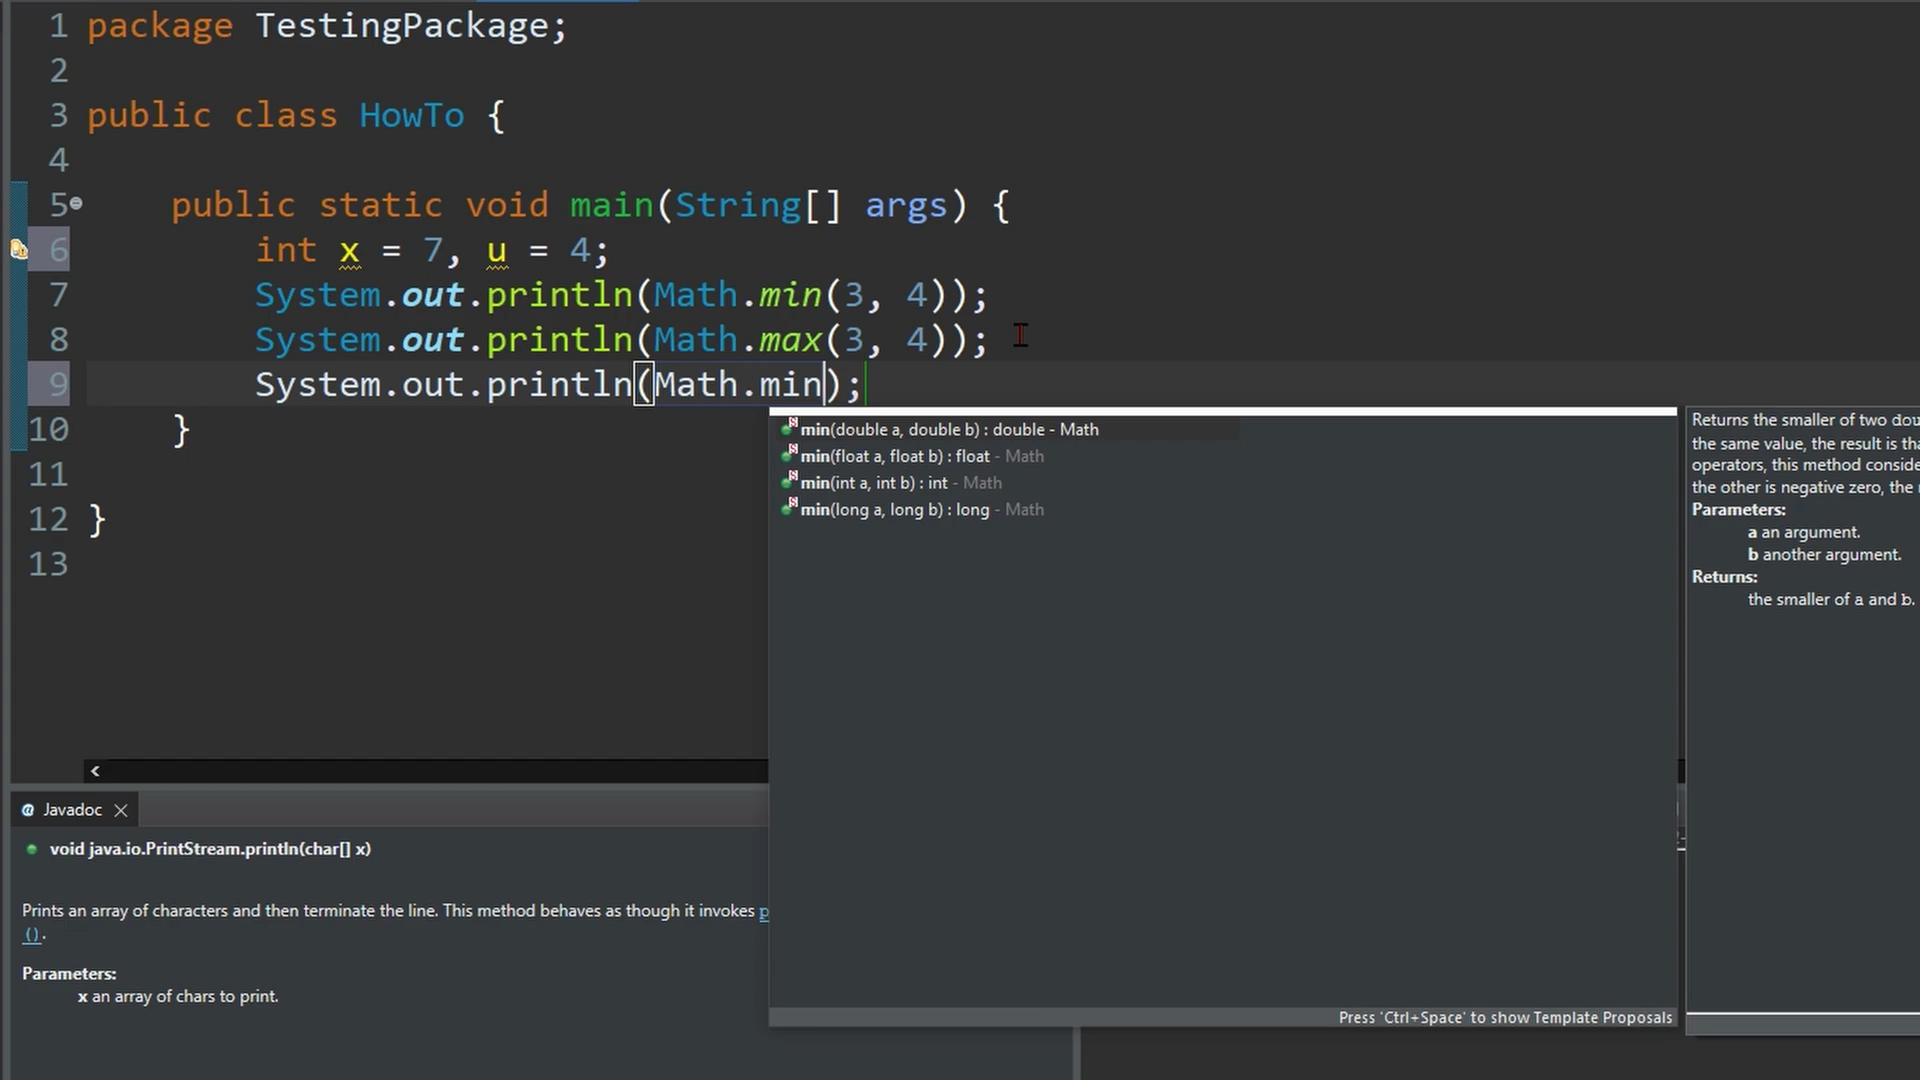 1 package TestingPackage;
2
3 public class HowTo {
4
5 public static void main(String[] args) {
6 int x = 7, u = 4;
7 System.out.println(Math.min(3, 4));
8 System.out.println(Math.max(3, 4));
9 System.out.println(Math.min);
10 }
11
12 }
13
min(double a, double b) : double - Math
min(float a, float b) : float - Math
min(int a, int b) : int - Math
min(long a, long b) : long - Math
Press 'Ctrl+Space' to show Template Proposals
Returns the smaller of two
the same value, the result is
operators, this method
the other is negative zero, the
Parameters:
a an argument.
b another argument.
Returns:
the smaller of a and b.
Javadoc
void java.io.PrintStream.println(char[] x)
Prints an array of characters and then terminate the line. This method behaves as though it invokes
().
Parameters:
x an array of chars to print.